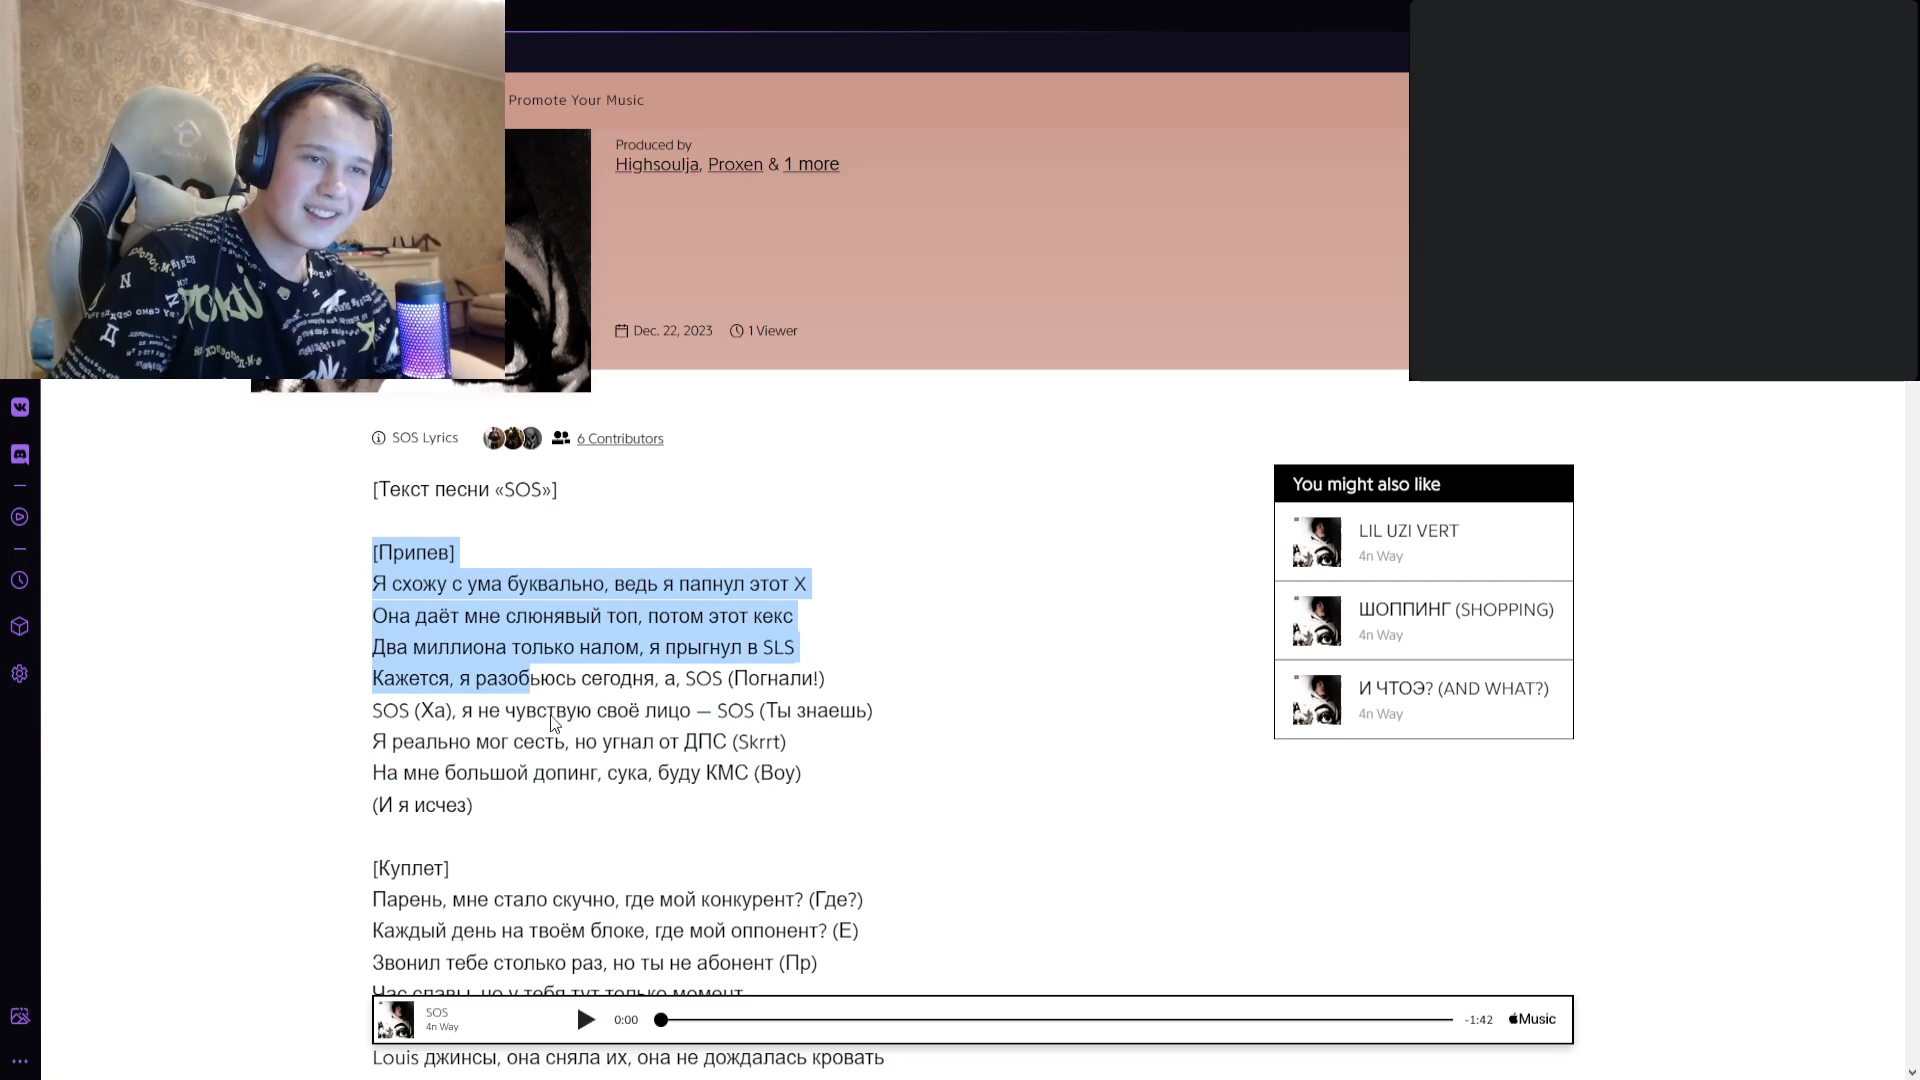 Promote Your Music
Produced by
Highsoulja, Proxen & 1 more
Dec. 22, 2023 1 Viewer
SOS Lyrics 6 Contributors
[Текст песни «SOS»]
[Припев]
Я схожу с ума буквально, ведь я папнул этот X
Она даёт мне слюнявый топ, потом этот кекс
Два миллиона только налом, я прыгнул в SLS
Кажется, я разобьюсь сегодня, а, SOS (Погнали!)
SOS (Ха), я не чувствую своё лицо — SOS (Ты знаешь)
Я реально мог сесть, но угнал от ДПС (Skrrt)
На мне большой допинг, сука, буду КМС (Воу)
(И я исчез)
[Куплет]
Парень, мне стало скучно, где мой конкурент? (Где?)
Каждый день на твоём блоке, где мой оппонент? (Е)
Звонил тебе столько раз, но ты не абонент (Пр)
Час славы, но у тебя тут только момент
Louis джинсы, она сняла их, она не дождалась кровать
You might also like
LIL UZI VERT
4n Way
ШОППИНГ (SHOPPING)
4n Way
И ЧТОЭ? (AND WHAT?)
4n Way
SOS
4n Way
0:00
-1:42
Music